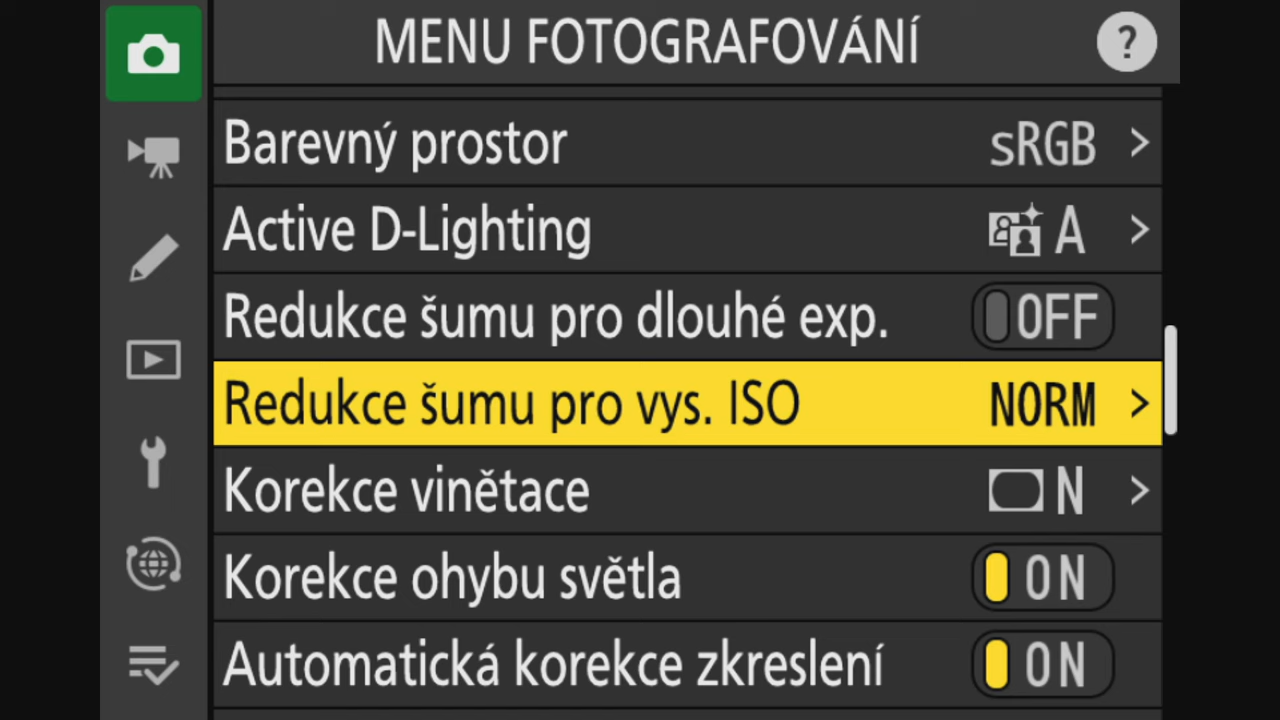 MENU FOTOGRAFOVÁNÍ ?
Barevný prostor sRGB >
Active D-Lighting A >
Redukce šumu pro dlouhé exp. OFF
Redukce šumu pro vys. ISO NORM >
Korekce vinětace N >
Korekce ohybu světla ON
Automatická korekce zkreslení ON